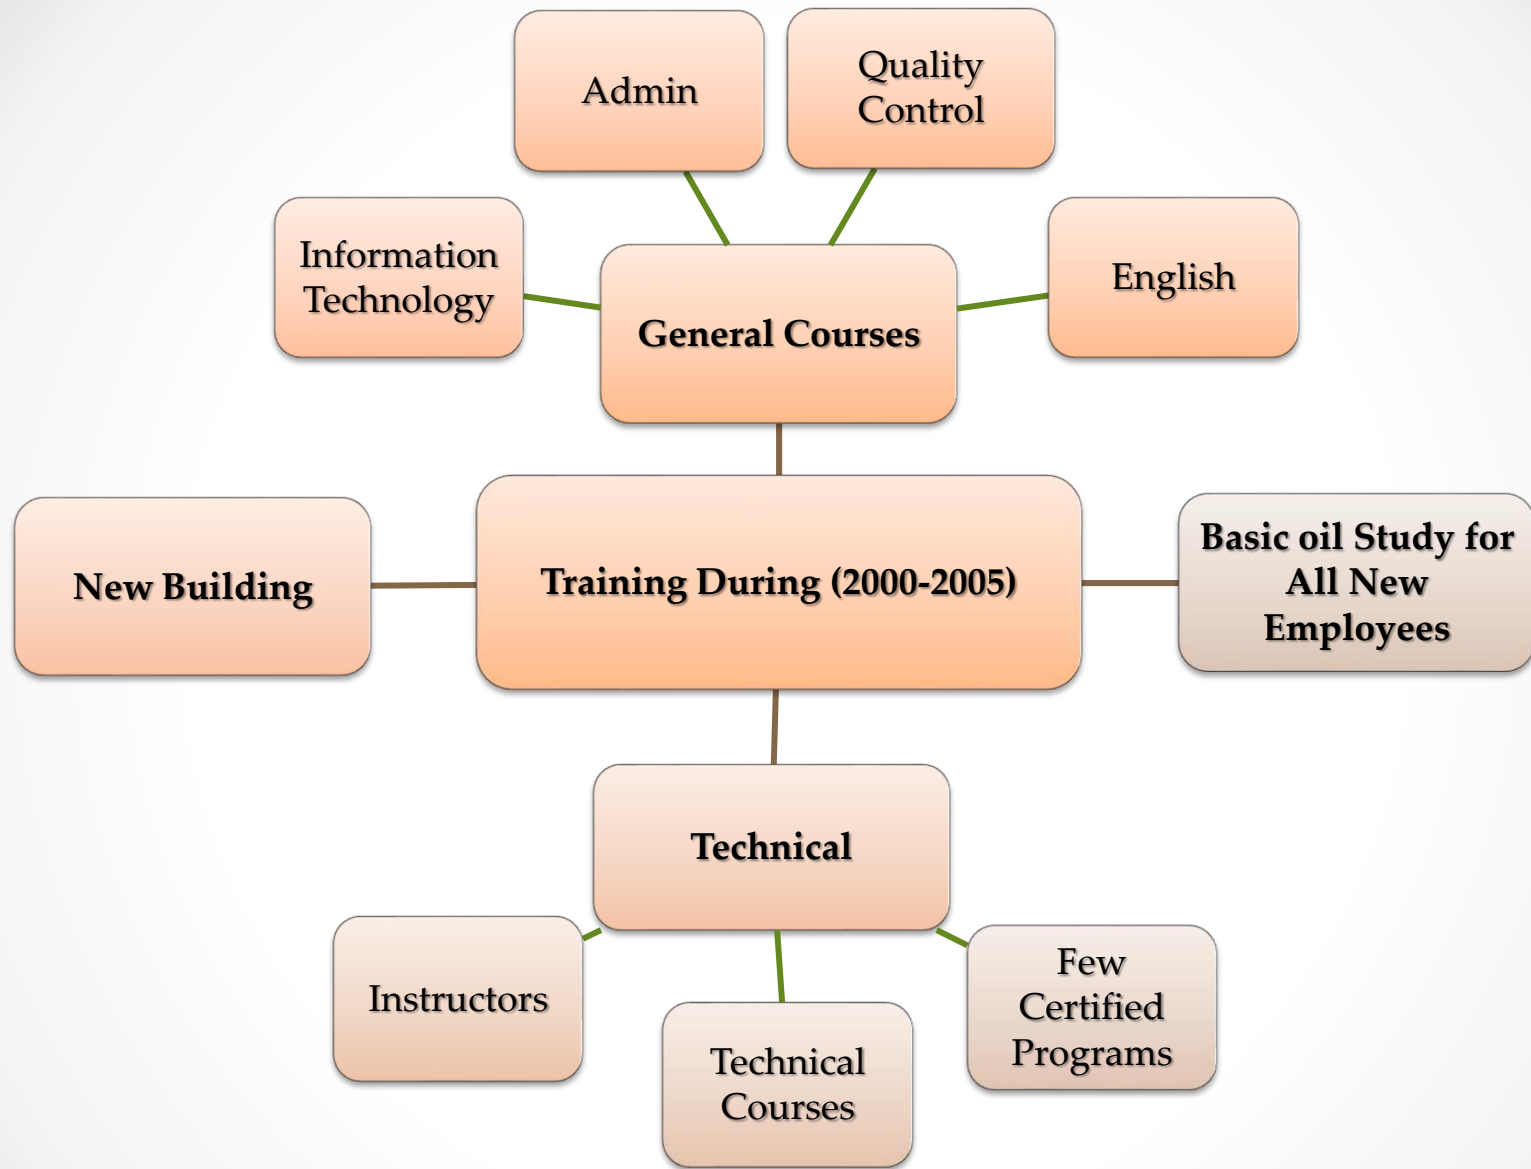 Admin
Quality
Control
Information
Technology
English
General Courses
New Building
Training During (2000-2005)
Basic oil Study for
All New
Employees
Technical
Instructors
Technical
Courses
Few
Certified
Programs